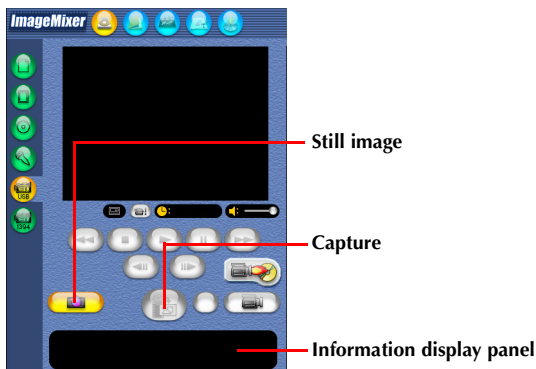 ImageMixer
USB
1394
Still image
Capture
Information display panel